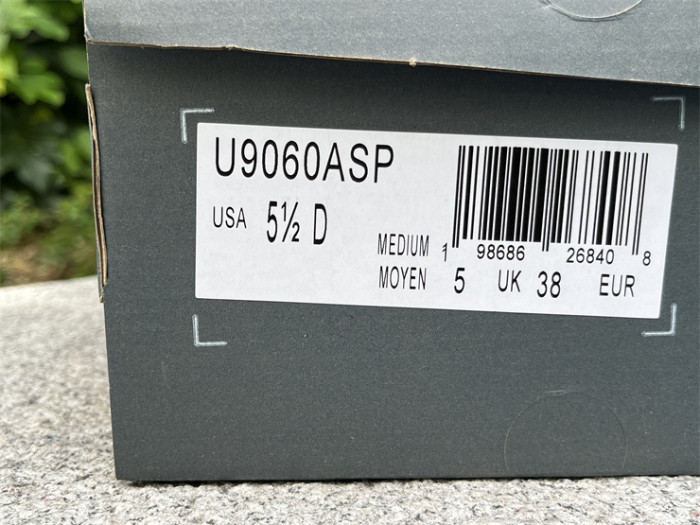 U9060ASP
USA 5½ D
MEDIUM
1 98686 26840 8
MOYEN 5 UK 38 EUR